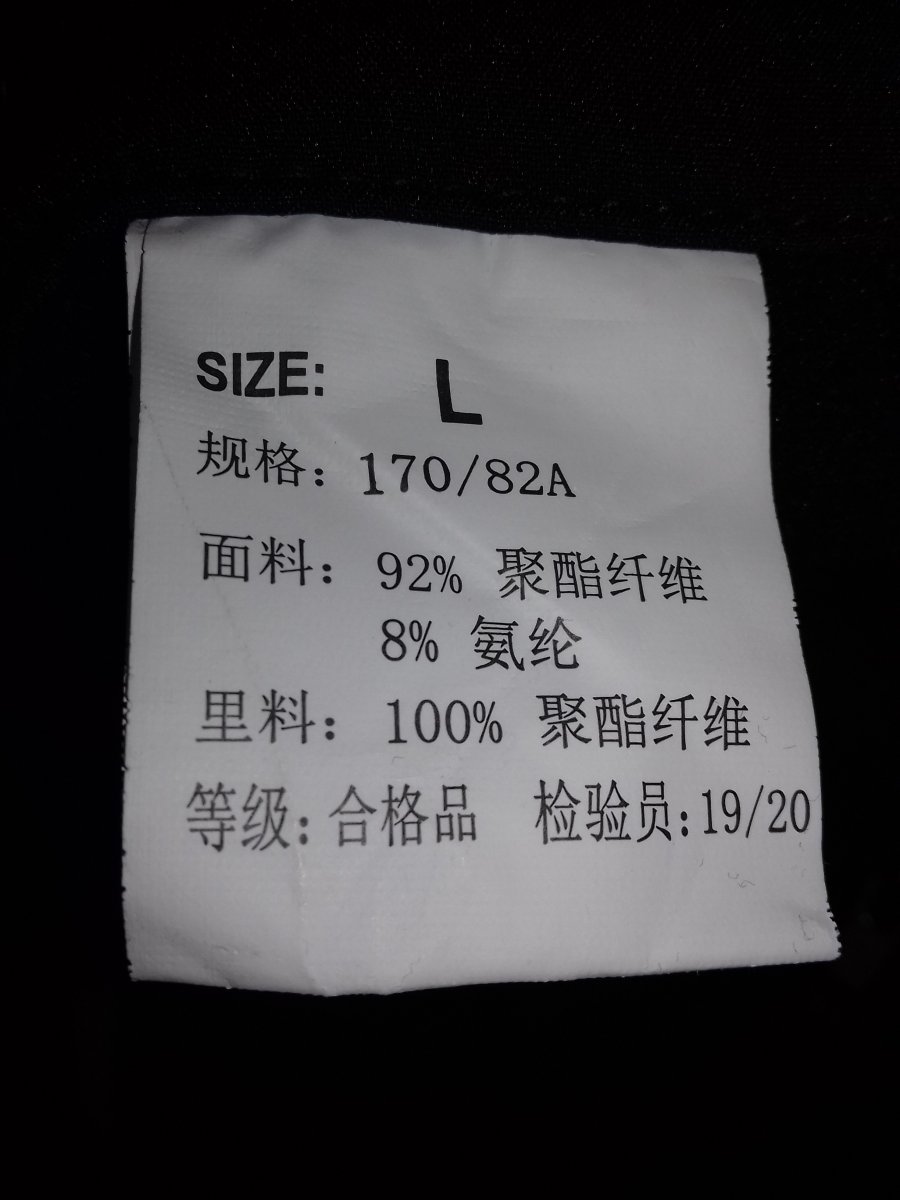 SIZE: L
规格：170/82A
面料：92% 聚酯纤维
8% 氨纶
里料：100% 聚酯纤维
等级:合格品 检验员:19/20